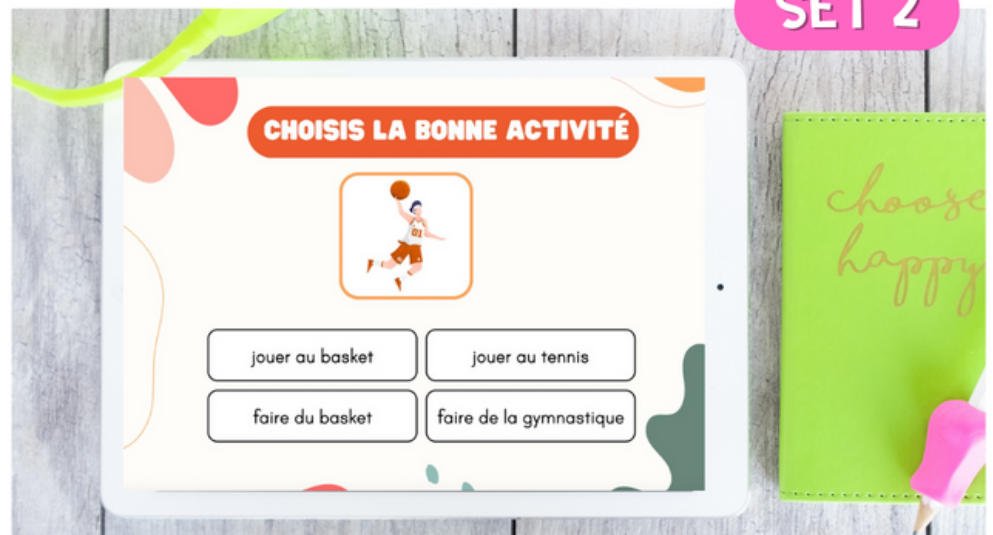 SET 2
CHOISIS LA BONNE ACTIVITÉ
01
jouer au basket
jouer au tennis
faire du basket
faire de la gymnastique
choose
happy